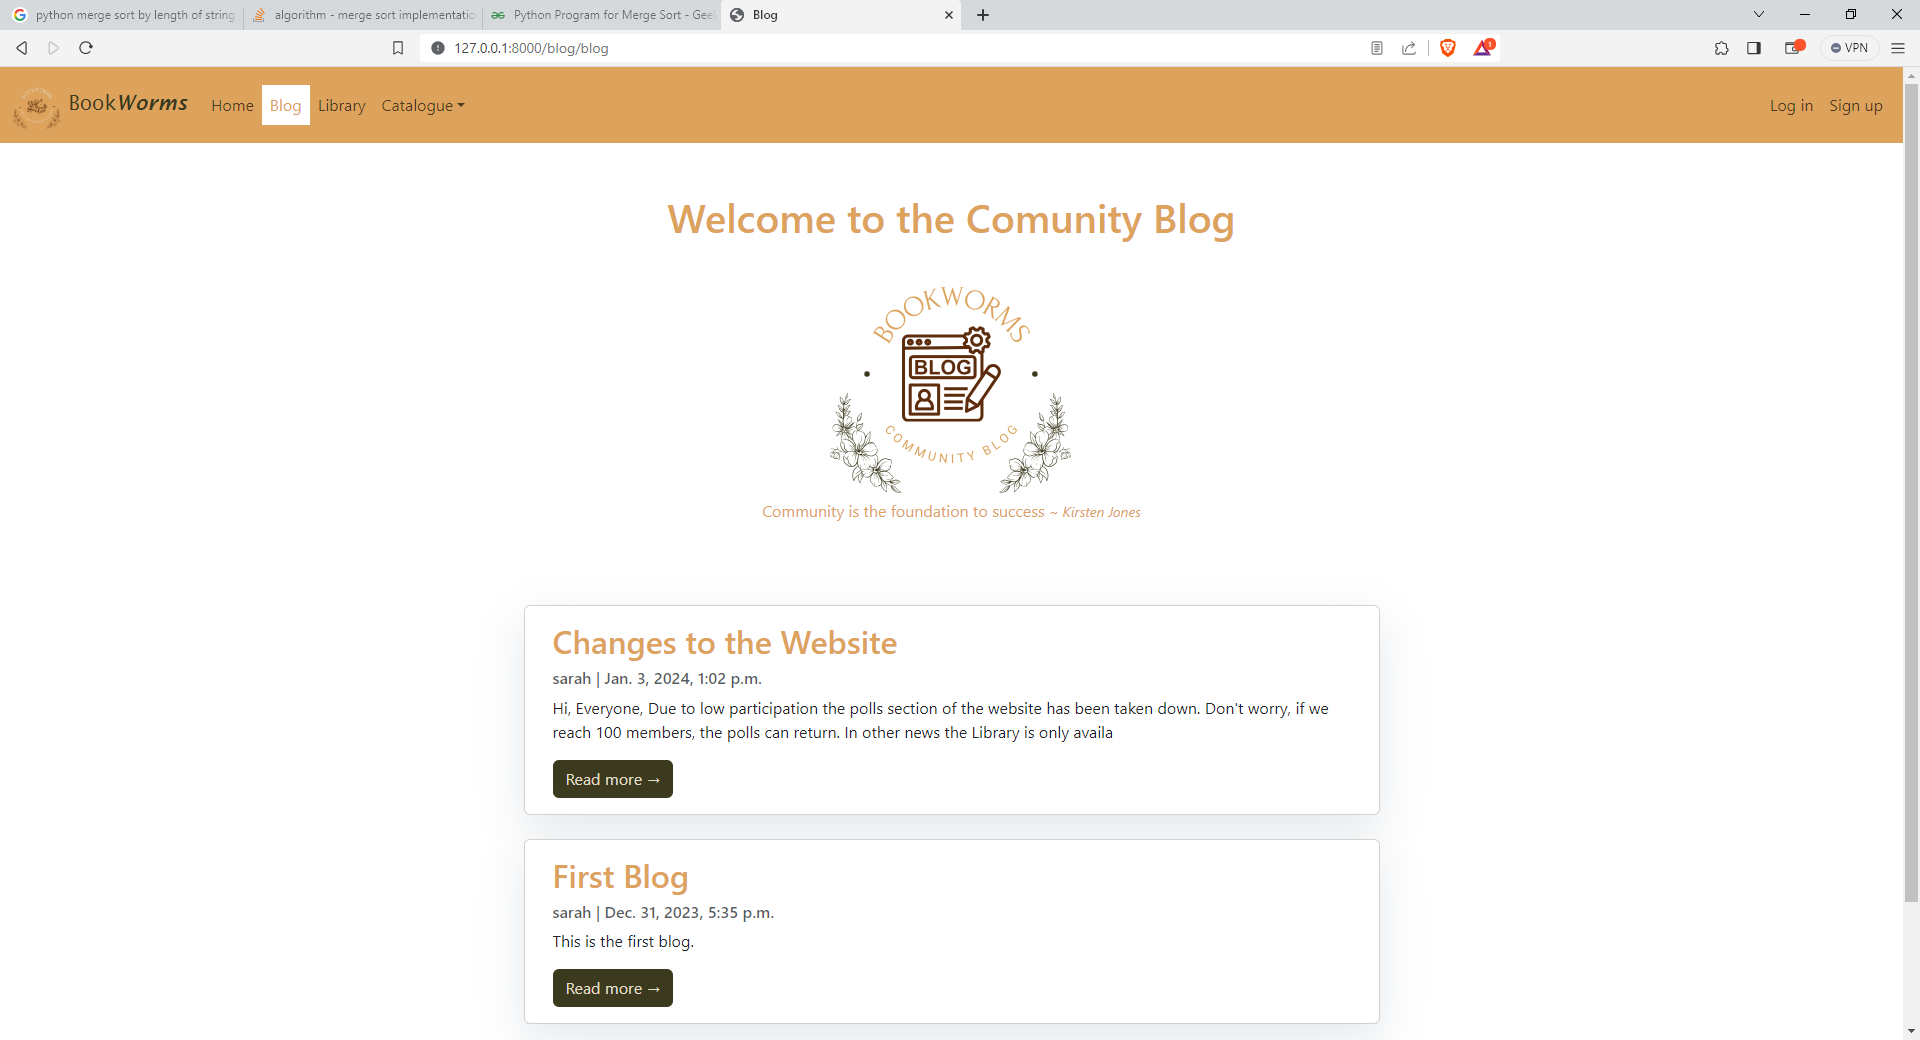 python merge sort by length of string
algorithm - merge sort implementatio
Python Program for Merge Sort - Gee
Blog
127.0.0.1:8000/blog/blog
1
VPN
BookWorms
Home
Blog
Library
Catalogue
Log in
Sign up
Welcome to the Comunity Blog
BOOKWORMS
BLOG
COMMUNITY BLOG
Community is the foundation to success ~ Kirsten Jones
Changes to the Website
sarah | Jan. 3, 2024, 1:02 p.m.
Hi, Everyone, Due to low participation the polls section of the website has been taken down. Don't worry, if we
reach 100 members, the polls can return. In other news the Library is only availa
Read more →
First Blog
sarah | Dec. 31, 2023, 5:35 p.m.
This is the first blog.
Read more →